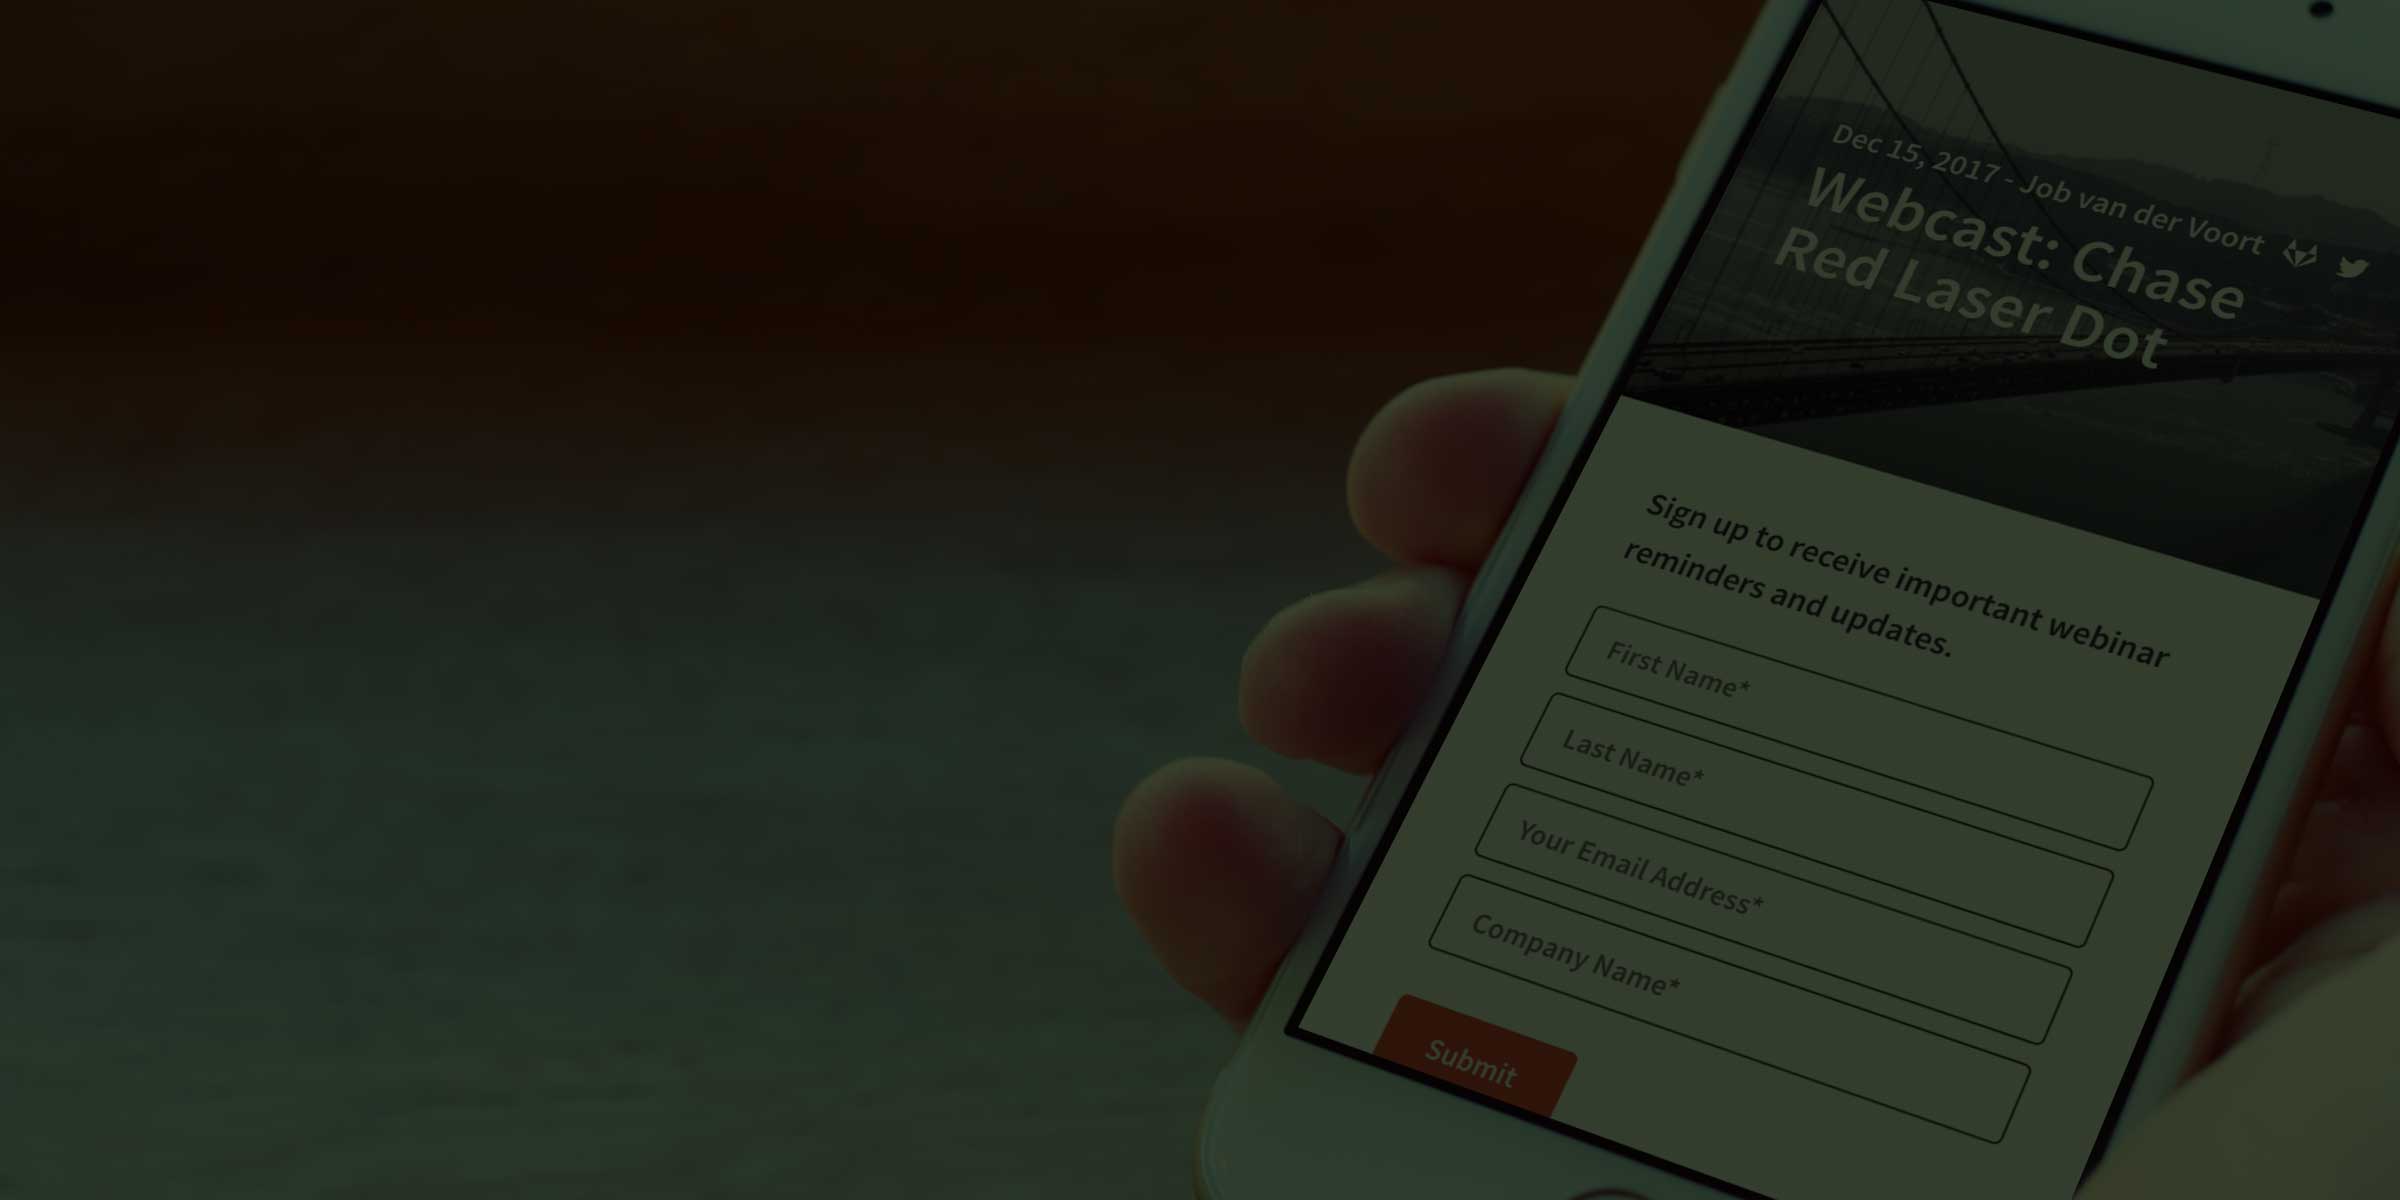 Dec 15, 2017 - Job van der Voort
Webcast: Chase
Red Laser Dot
Sign up to receive important webinar
reminders and updates.
First Name*
Last Name*
Your Email Address*
Company Name*
Submit